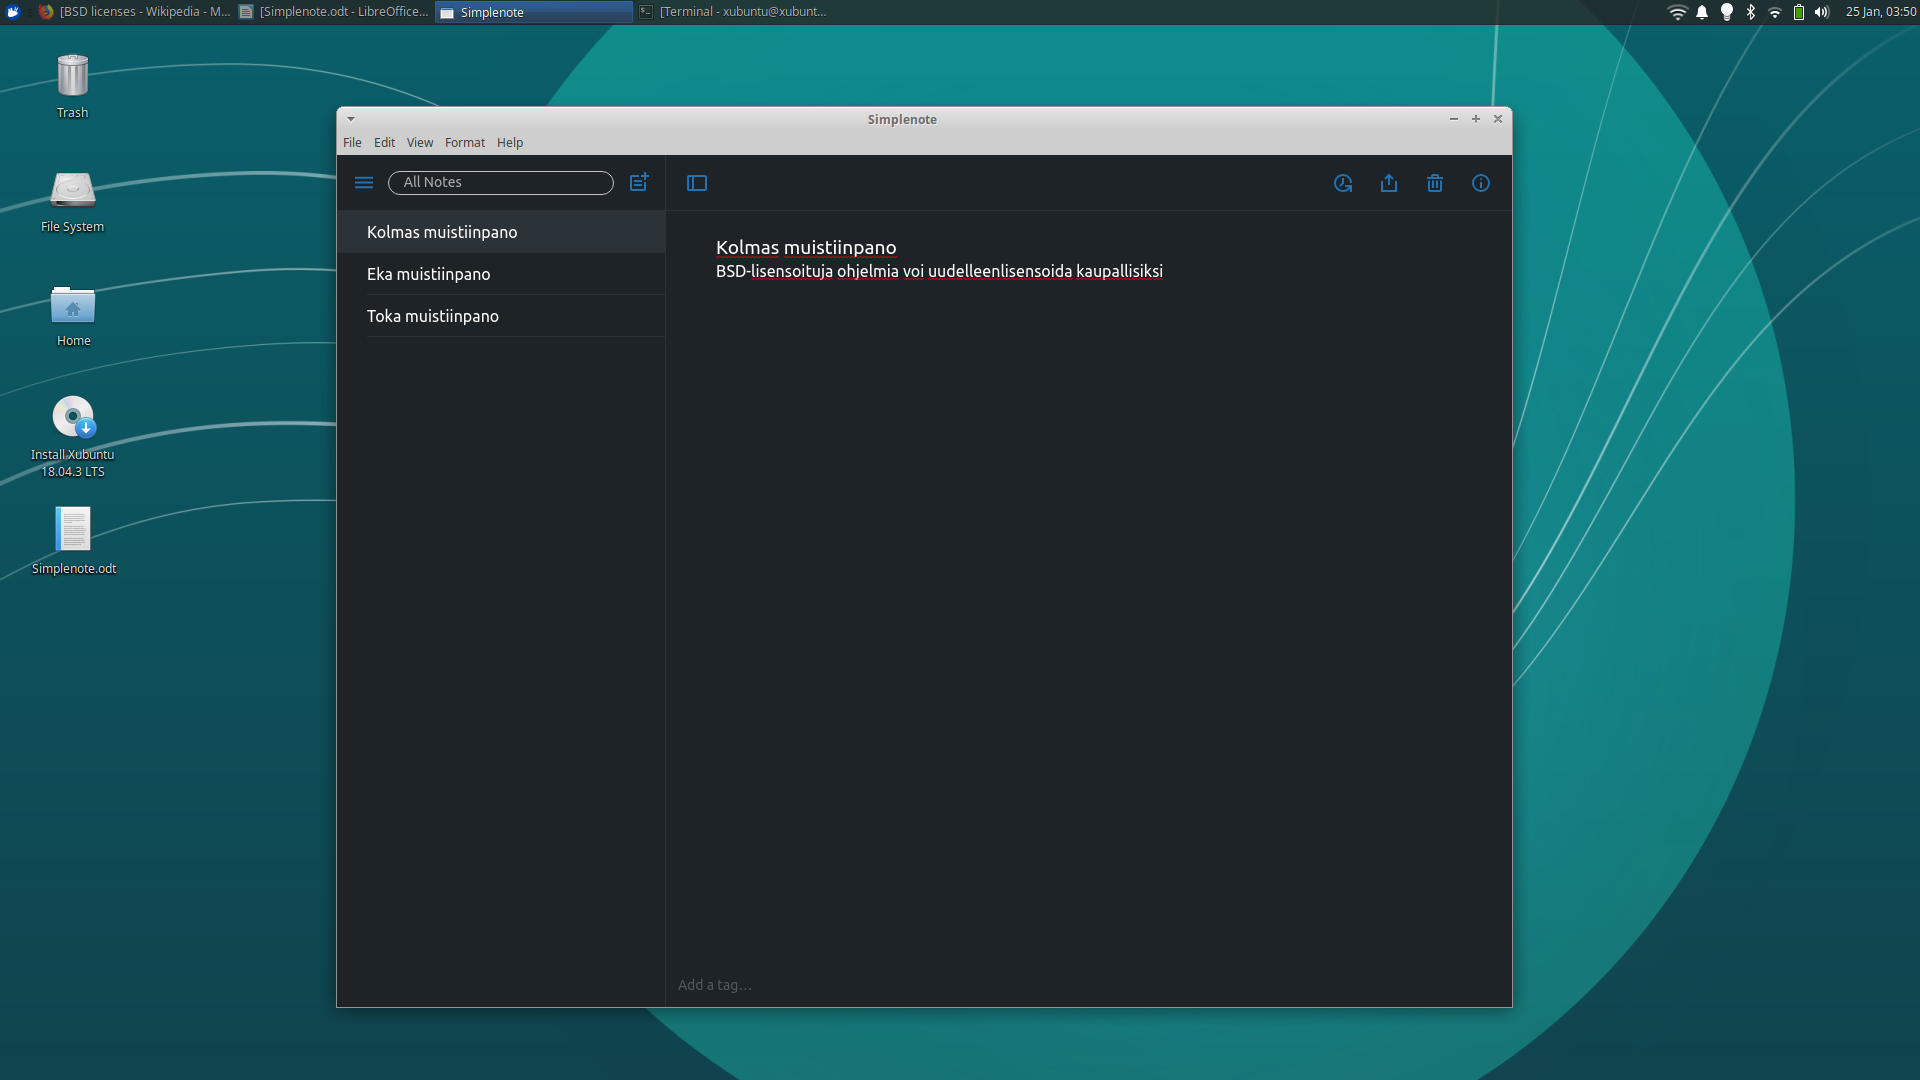 [BSD licenses - Wikipedia - M... [Simplenote.odt - LibreOffice... Simplenote [Terminal - xubuntu@xubunt... 25 Jan, 03:50
Trash
File System
Home
Install Xubuntu
18.04.3 LTS
Simplenote.odt
Simplenote
File Edit View Format Help
All Notes
Kolmas muistiinpano
Eka muistiinpano
Toka muistiinpano
Kolmas muistiinpano
BSD-lisensoituja ohjelmia voi uudelleenlisensoida kaupallisiksi
Add a tag...